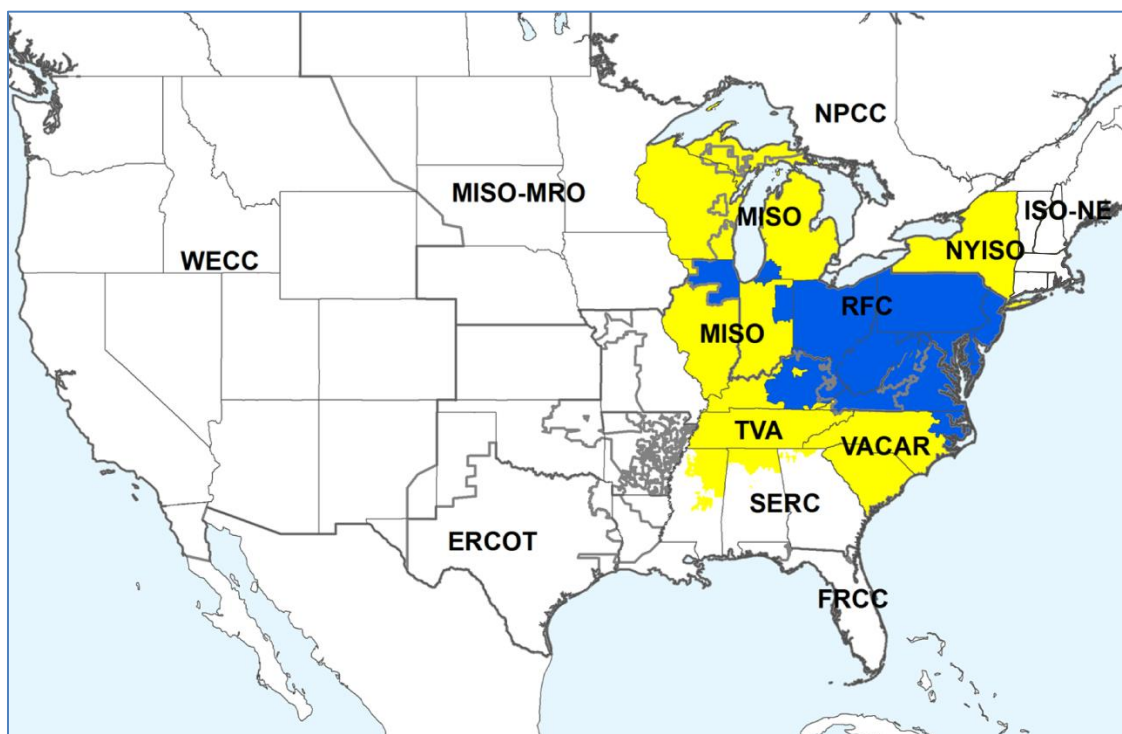 NPCC
MISO-MRO
MISO
ISO-NE
NYISO
WECC
RFC
MISO
TVA
VACAR
SERC
ERCOT
FRCC